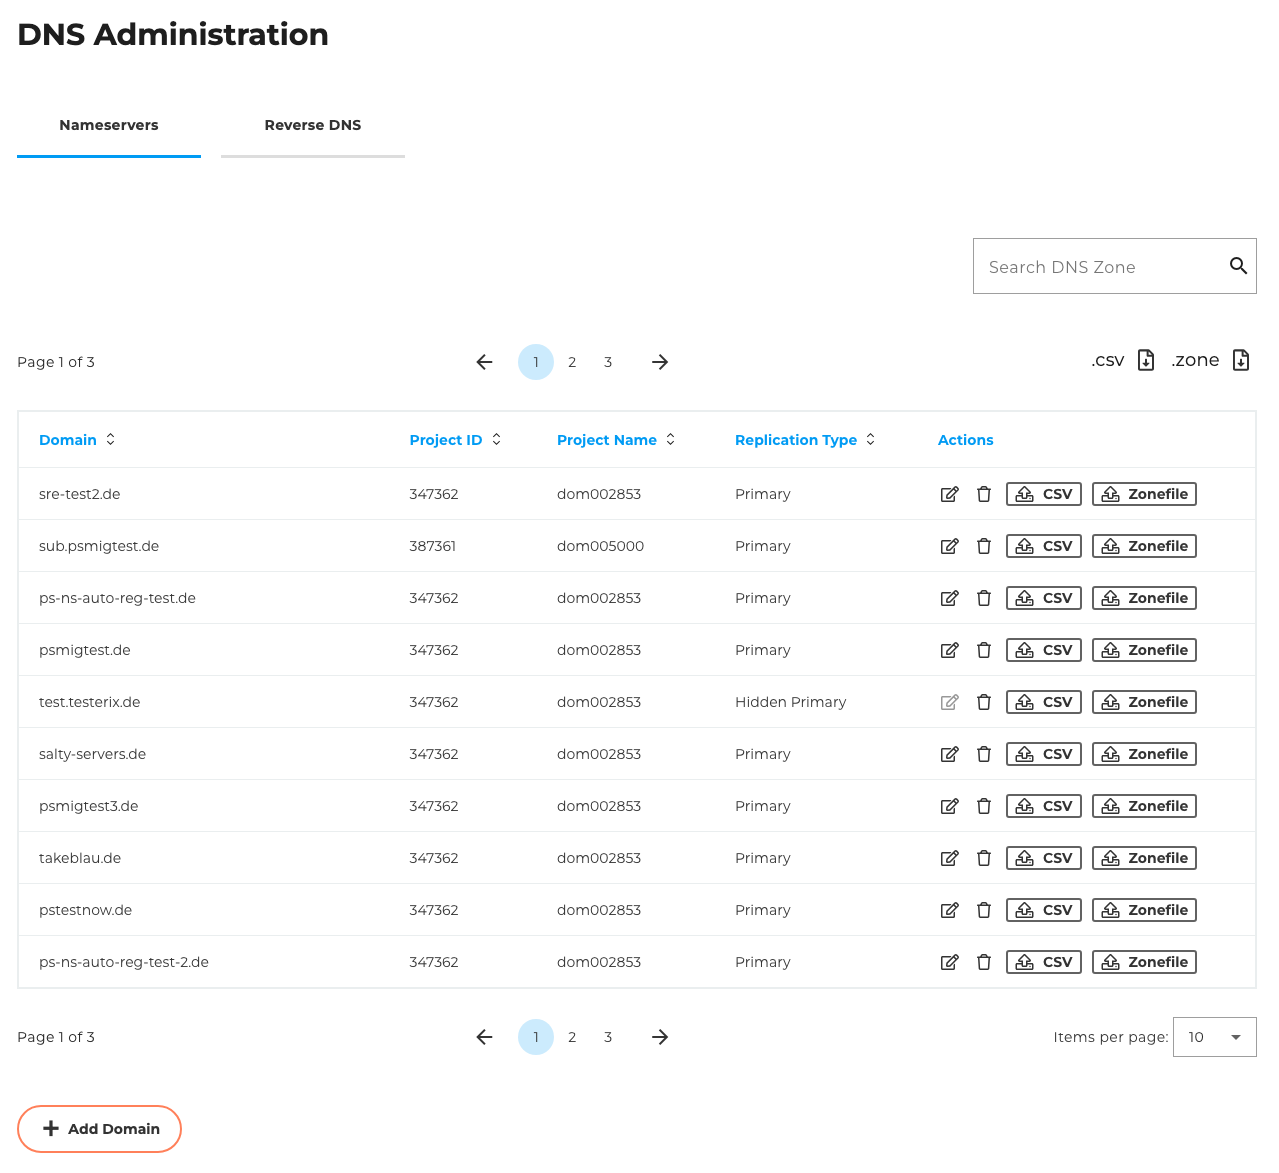 DNS Administration
Nameservers Reverse DNS
Search DNS Zone
Page 1 of 3 1 2 3 .csv .zone
Domain Project ID Project Name Replication Type Actions
sre-test2.de 347362 dom002853 Primary CSV Zonefile
sub.psmigtest.de 387361 dom005000 Primary CSV Zonefile
ps-ns-auto-reg-test.de 347362 dom002853 Primary CSV Zonefile
psmigtest.de 347362 dom002853 Primary CSV Zonefile
test.testerix.de 347362 dom002853 Hidden Primary CSV Zonefile
salty-servers.de 347362 dom002853 Primary CSV Zonefile
psmigtest3.de 347362 dom002853 Primary CSV Zonefile
takeblau.de 347362 dom002853 Primary CSV Zonefile
pstestnow.de 347362 dom002853 Primary CSV Zonefile
ps-ns-auto-reg-test-2.de 347362 dom002853 Primary CSV Zonefile
Page 1 of 3 1 2 3 Items per page: 10
Add Domain